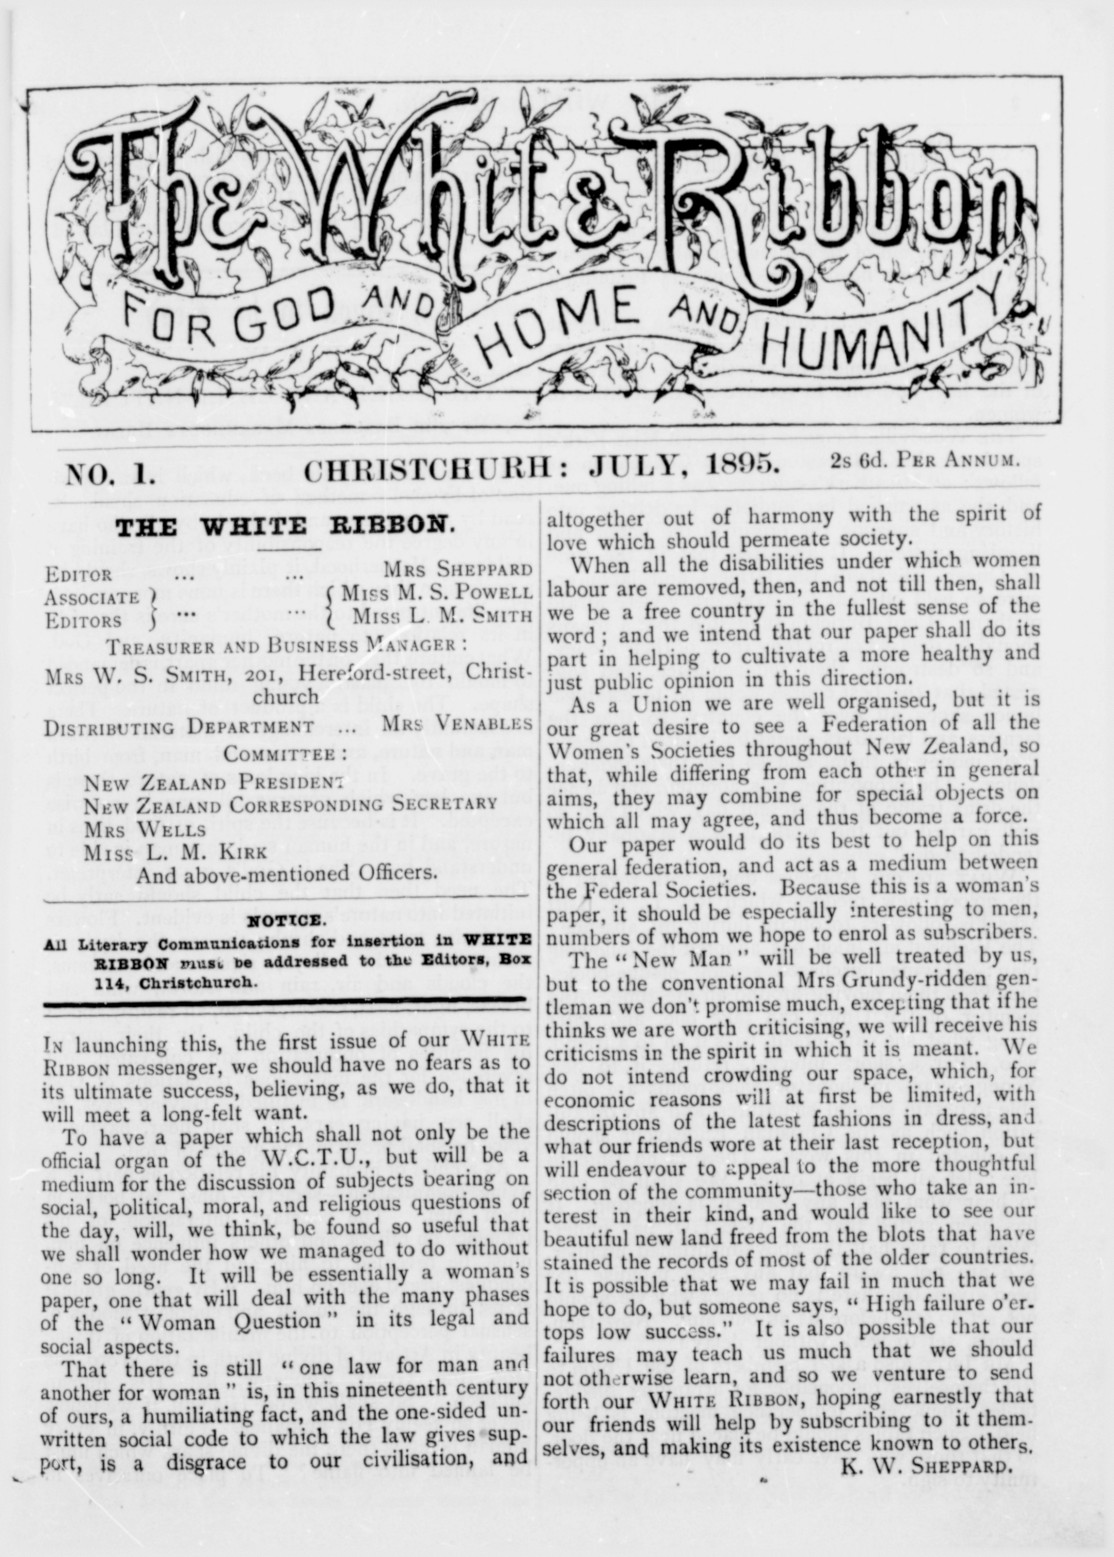 The White Ribbon
FOR GOD AND HOME AND HUMANITY
NO. 1. CHRISTCHURH: JULY, 1895. 2s 6d. PER ANNUM.
THE WHITE RIBBON.
EDITOR ... ... MRS SHEPPARD
ASSOCIATE } ... ... { MISS M. S. POWELL
EDITORS } { MISS L. M. SMITH
TREASURER AND BUSINESS MANAGER :
MRS W. S. SMITH, 201, Hereford-street, Christ-
church
DISTRIBUTING DEPARTMENT ... MRS VENABLES
COMMITTEE :
NEW ZEALAND PRESIDENT
NEW ZEALAND CORRESPONDING SECRETARY
MRS WELLS
MISS L. M. KIRK
And above-mentioned Officers.
NOTICE.
All Literary Communications for insertion in WHITE
RIBBON must be addressed to the Editors, Box
114, Christchurch.
IN launching this, the first issue of our WHITE
RIBBON messenger, we should have no fears as to
its ultimate success, believing, as we do, that it
will meet a long-felt want.
To have a paper which shall not only be the
official organ of the W.C.T.U., but will be a
medium for the discussion of subjects bearing on
social, political, moral, and religious questions of
the day, will, we think, be found so useful that
we shall wonder how we managed to do without
one so long. It will be essentially a woman's
paper, one that will deal with the many phases
of the "Woman Question" in its legal and
social aspects.
That there is still "one law for man and
another for woman" is, in this nineteenth century
of ours, a humiliating fact, and the one-sided un-
written social code to which the law gives sup-
port, is a disgrace to our civilisation, and
altogether out of harmony with the spirit of
love which should permeate society.
When all the disabilities under which women
labour are removed, then, and not till then, shall
we be a free country in the fullest sense of the
word ; and we intend that our paper shall do its
part in helping to cultivate a more healthy and
just public opinion in this direction.
As a Union we are well organised, but it is
our great desire to see a Federation of all the
Women's Societies throughout New Zealand, so
that, while differing from each other in general
aims, they may combine for special objects on
which all may agree, and thus become a force.
Our paper would do its best to help on this
general federation, and act as a medium between
the Federal Societies. Because this is a woman's
paper, it should be especially interesting to men,
numbers of whom we hope to enrol as subscribers.
The "New Man" will be well treated by us,
but to the conventional Mrs Grundy-ridden gen-
tleman we don't promise much, excepting that if he
thinks we are worth criticising, we will receive his
criticisms in the spirit in which it is meant. We
do not intend crowding our space, which, for
economic reasons will at first be limited, with
descriptions of the latest fashions in dress, and
what our friends wore at their last reception, but
will endeavour to appeal to the more thoughtful
section of the community—those who take an in-
terest in their kind, and would like to see our
beautiful new land freed from the blots that have
stained the records of most of the older countries.
It is possible that we may fail in much that we
hope to do, but someone says, "High failure o'er-
tops low success." It is also possible that our
failures may teach us much that we should
not otherwise learn, and so we venture to send
forth our WHITE RIBBON, hoping earnestly that
our friends will help by subscribing to it them-
selves, and making its existence known to others.
K. W. SHEPPARD.